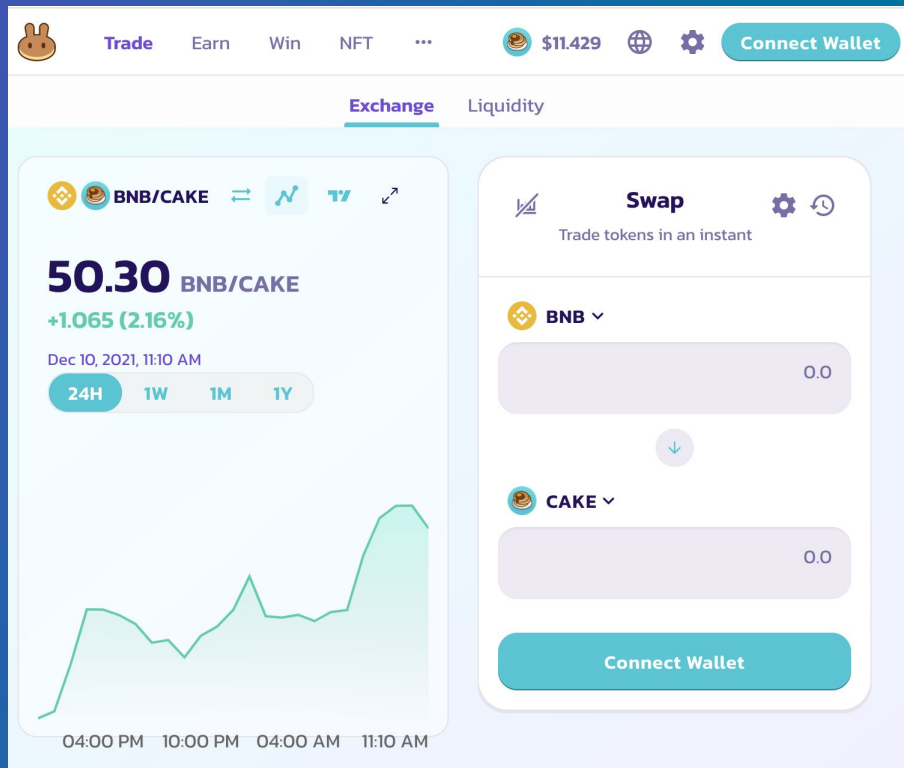 Trade Earn Win NFT ··· $11.429 Connect Wallet
Exchange Liquidity
BNB/CAKE
50.30 BNB/CAKE
+1.065 (2.16%)
Dec 10, 2021, 11:10 AM
24H 1W 1M 1Y
04:00 PM 10:00 PM 04:00 AM 11:10 AM
Swap
Trade tokens in an instant
BNB
0.0
CAKE
0.0
Connect Wallet